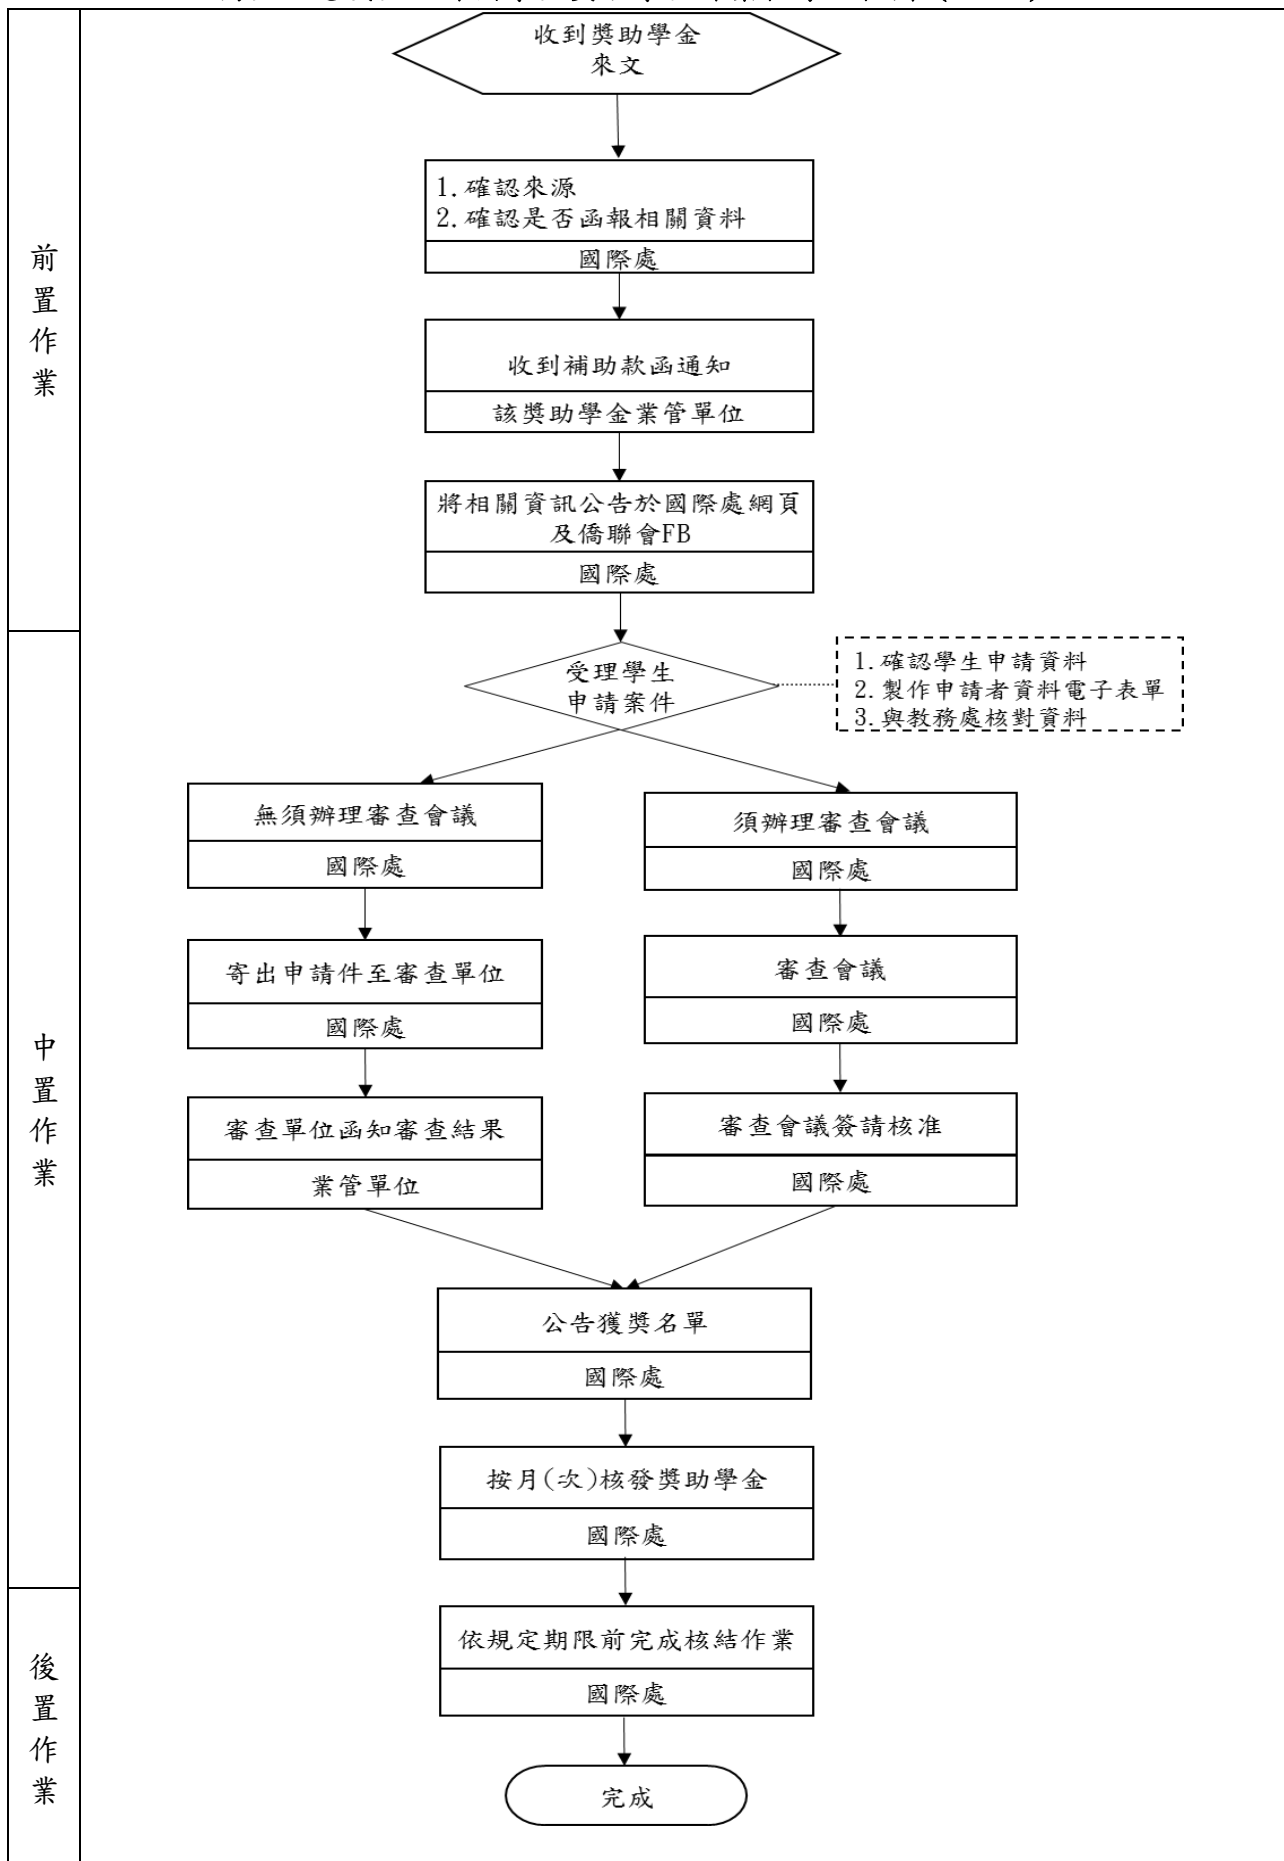 收到獎助學金
來文
前置作業
1.確認來源
2.確認是否函報相關資料
國際處
收到補助款函通知
該獎助學金業管單位
將相關資訊公告於國際處網頁
及僑聯會FB
國際處
中置作業
受理學生
申請案件
1.確認學生申請資料
2.製作申請者資料電子表單
3.與教務處核對資料
無須辦理審查會議
國際處
須辦理審查會議
國際處
寄出申請件至審查單位
國際處
審查會議
國際處
審查單位函知審查結果
業管單位
審查會議簽請核准
國際處
公告獲獎名單
國際處
按月(次)核發獎助學金
國際處
後置作業
依規定期限前完成核結作業
國際處
完成